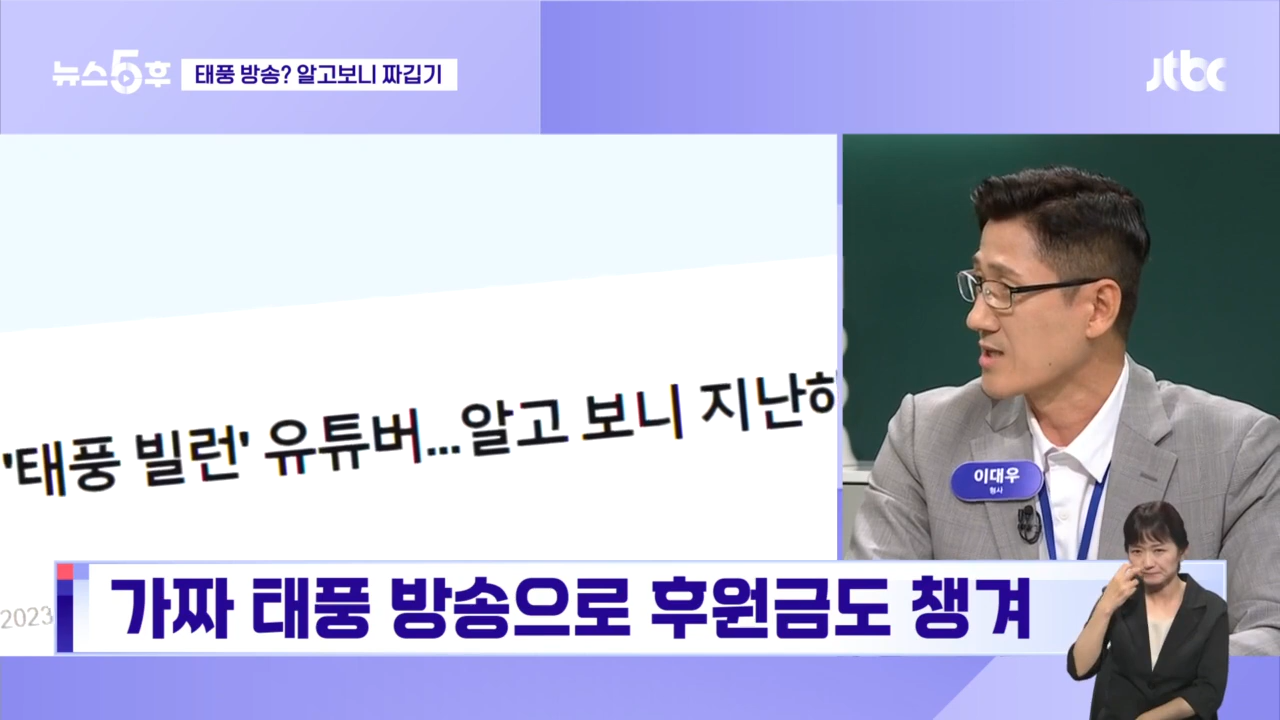 뉴스5후
태풍 방송? 알고보니 짜깁기
jtbc
'태풍 빌런' 유튜버...알고 보니 지난해
이대우
형사
2023
가짜 태풍 방송으로 후원금도 챙겨